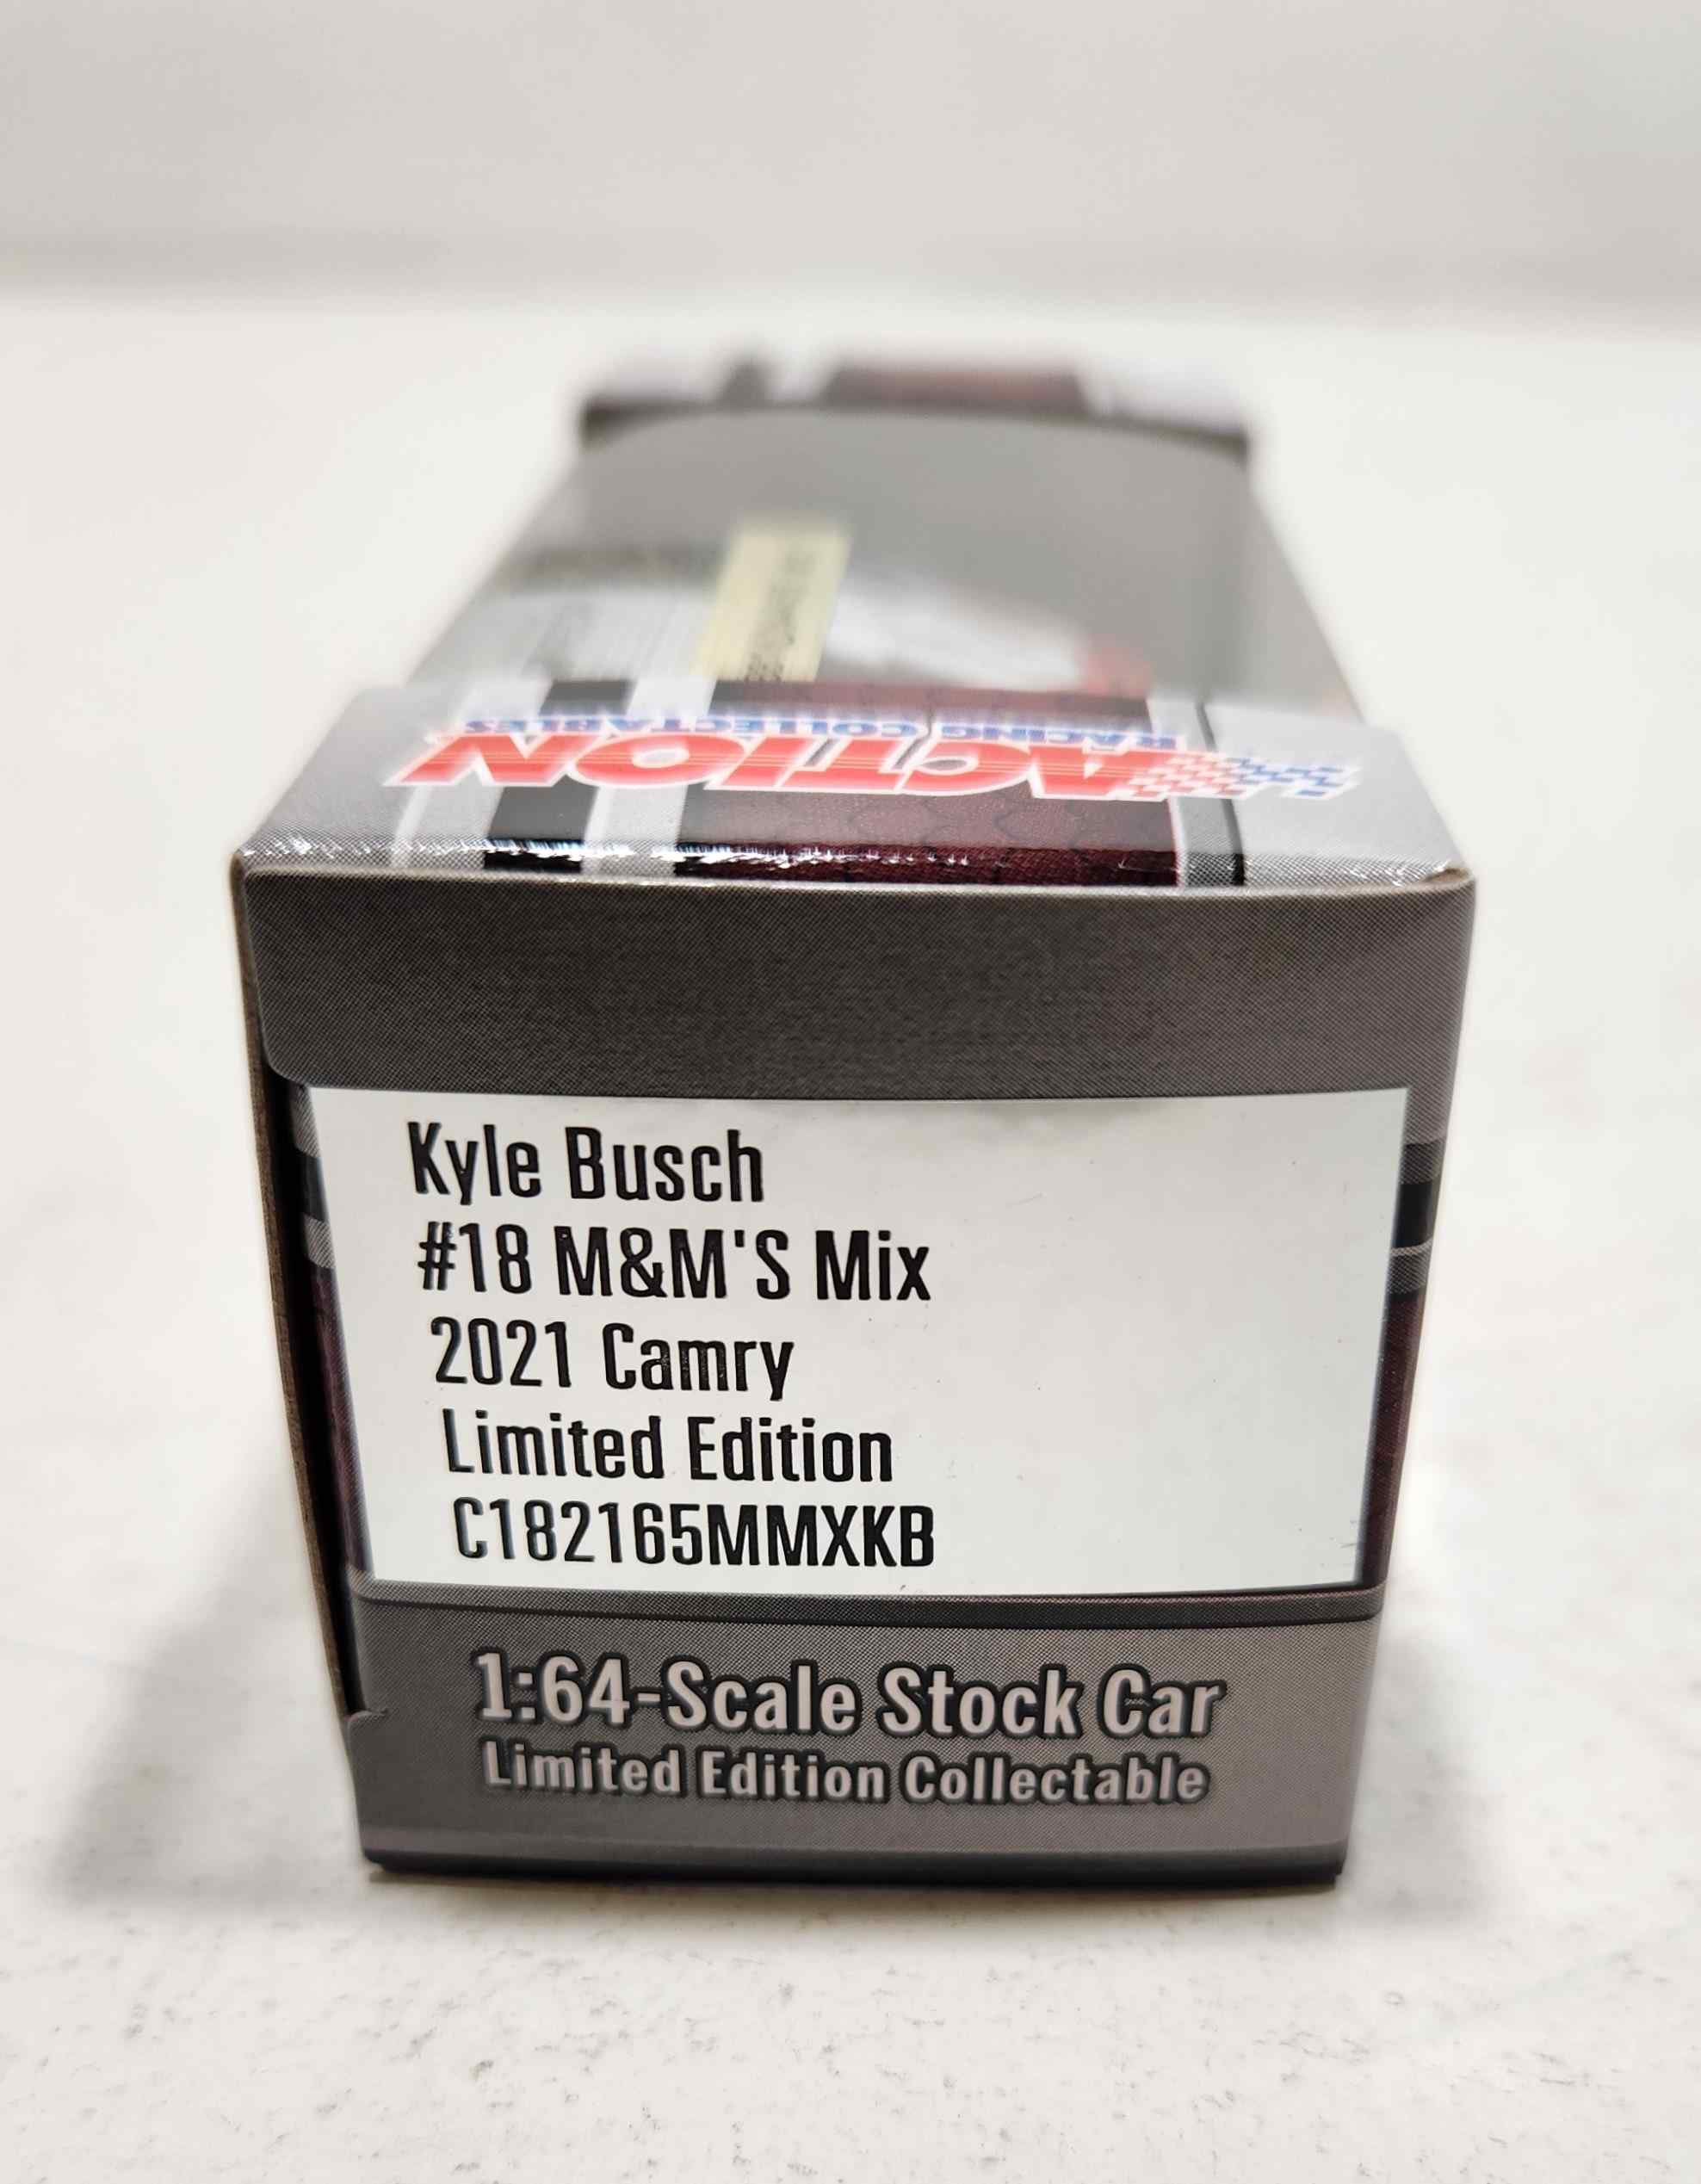 ACTION
RACING COLLECTABLES
Kyle Busch
#18 M&M'S Mix
2021 Camry
Limited Edition
C182165MMXKB
1:64-Scale Stock Car
Limited Edition Collectable